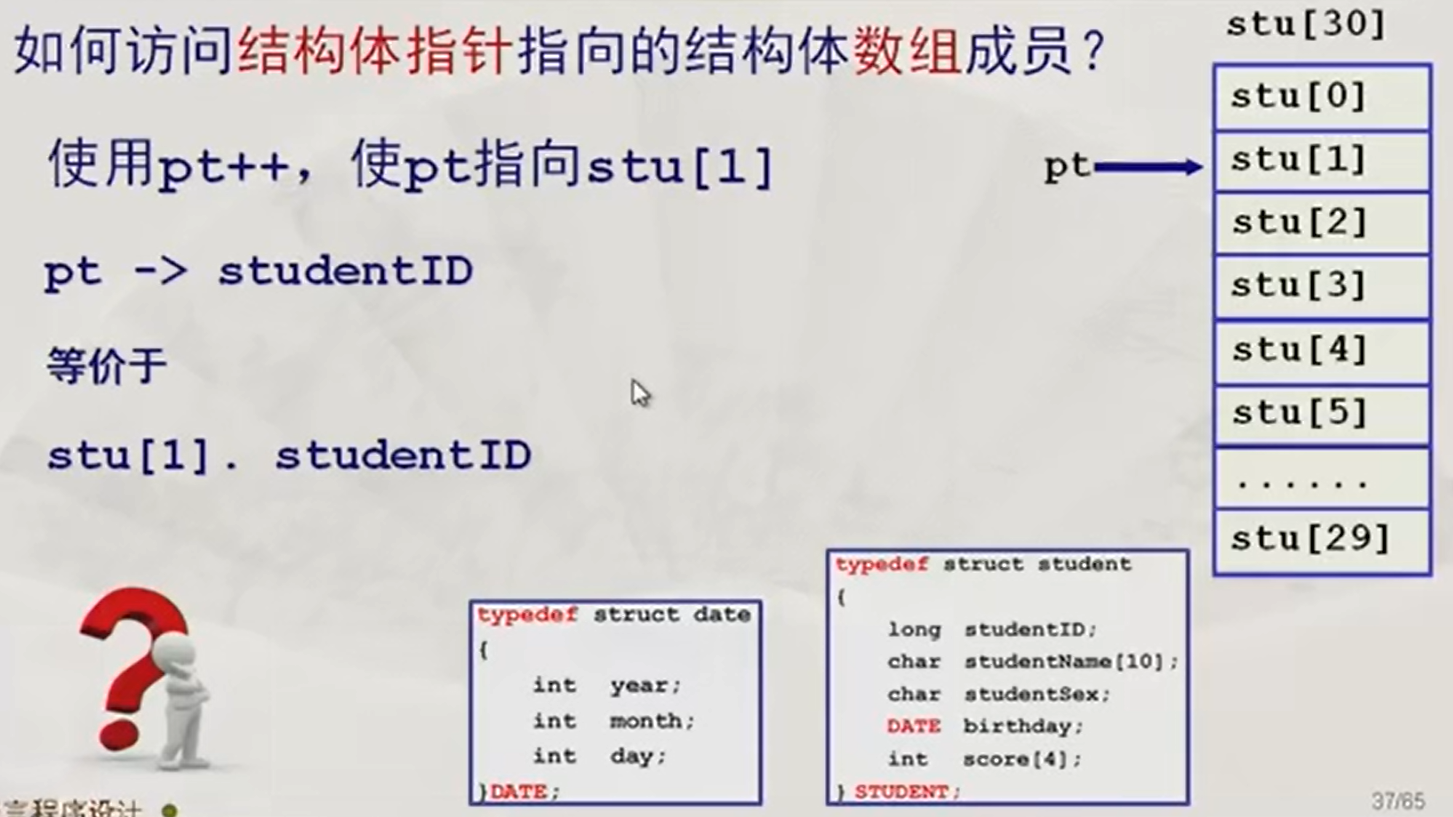 如何访问结构体指针指向的结构体数组成员？
使用pt++，使pt指向stu[1]
pt -> studentID
等价于
stu[1]. studentID
stu[30]
stu[0]
pt
stu[1]
stu[2]
stu[3]
stu[4]
stu[5]
......
stu[29]
typedef struct date
{
int year;
int month;
int day;
}DATE;
typedef struct student
{
long studentID;
char studentName[10];
char studentSex;
DATE birthday;
int score[4];
} STUDENT;
言程序设计
37/65